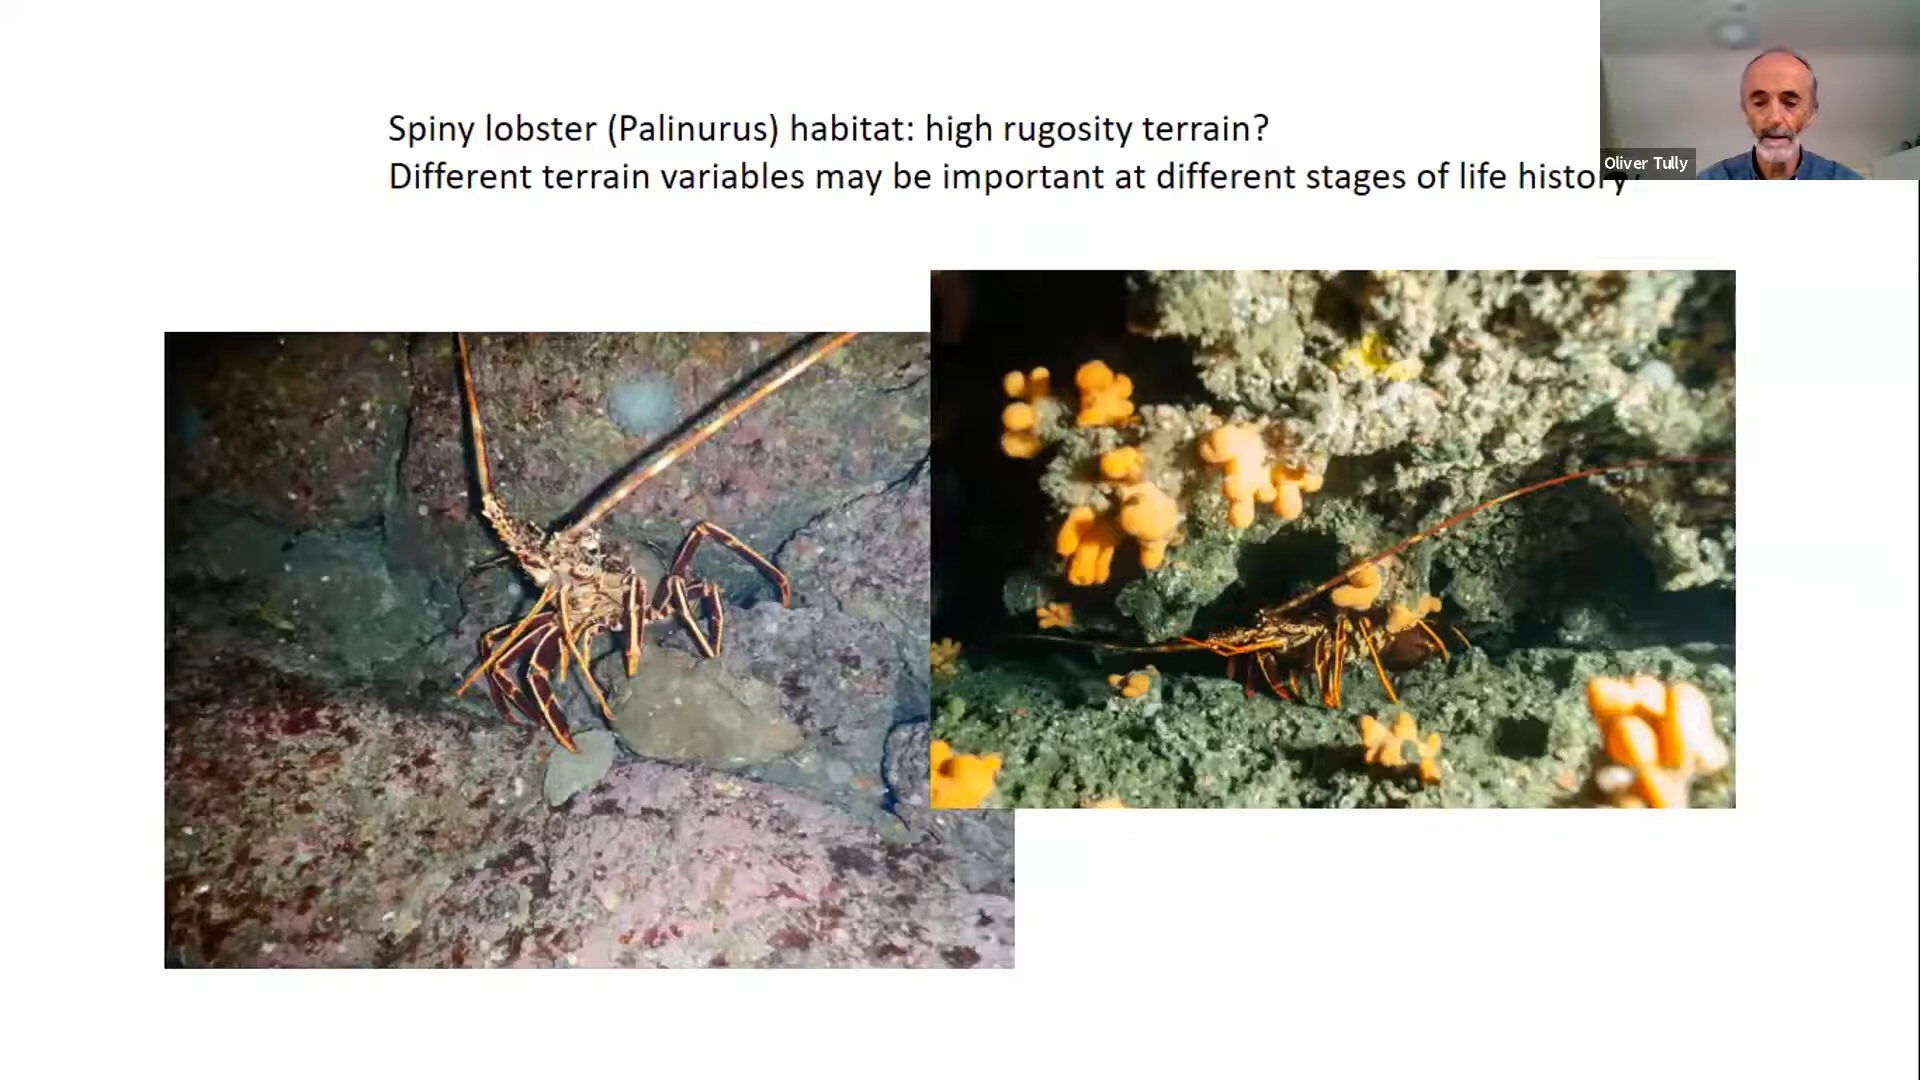 Spiny lobster (Palinurus) habitat: high rugosity terrain?
Different terrain variables may be important at different stages of life history
Oliver Tully